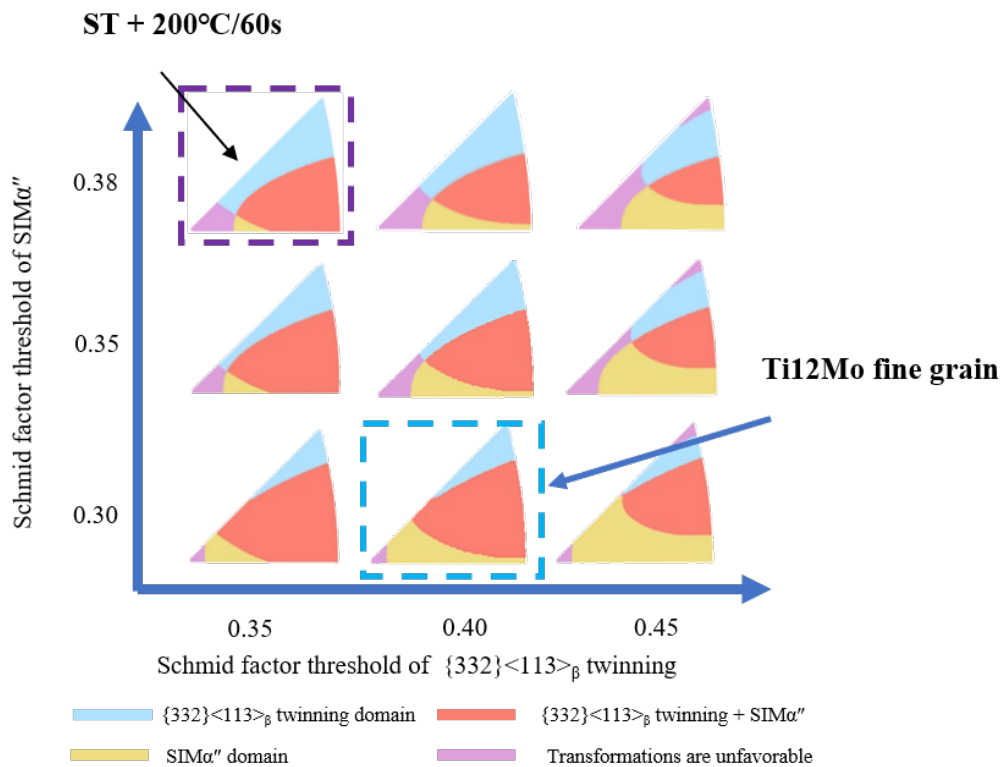 ST + 200°C/60s
Schmid factor threshold of SIMα″
0.38
0.35
0.30
Ti12Mo fine grain
0.35
0.40
0.45
Schmid factor threshold of {332}<113>β twinning
{332}<113>β twinning domain
{332}<113>β twinning + SIMα″
SIMα″ domain
Transformations are unfavorable